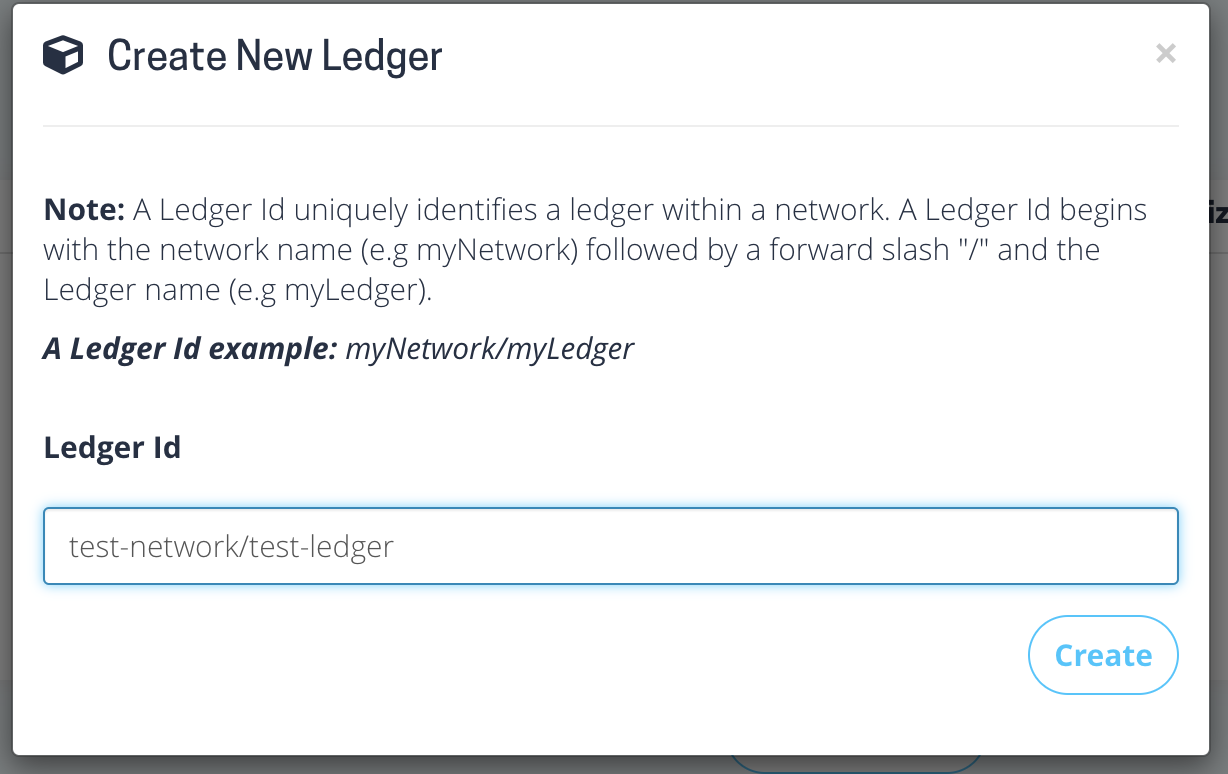 Create New Ledger
×
Note: A Ledger Id uniquely identifies a ledger within a network. A Ledger Id begins
with the network name (e.g myNetwork) followed by a forward slash "/" and the
Ledger name (e.g myLedger).
A Ledger Id example: myNetwork/myLedger
Ledger Id
test-network/test-ledger
Create